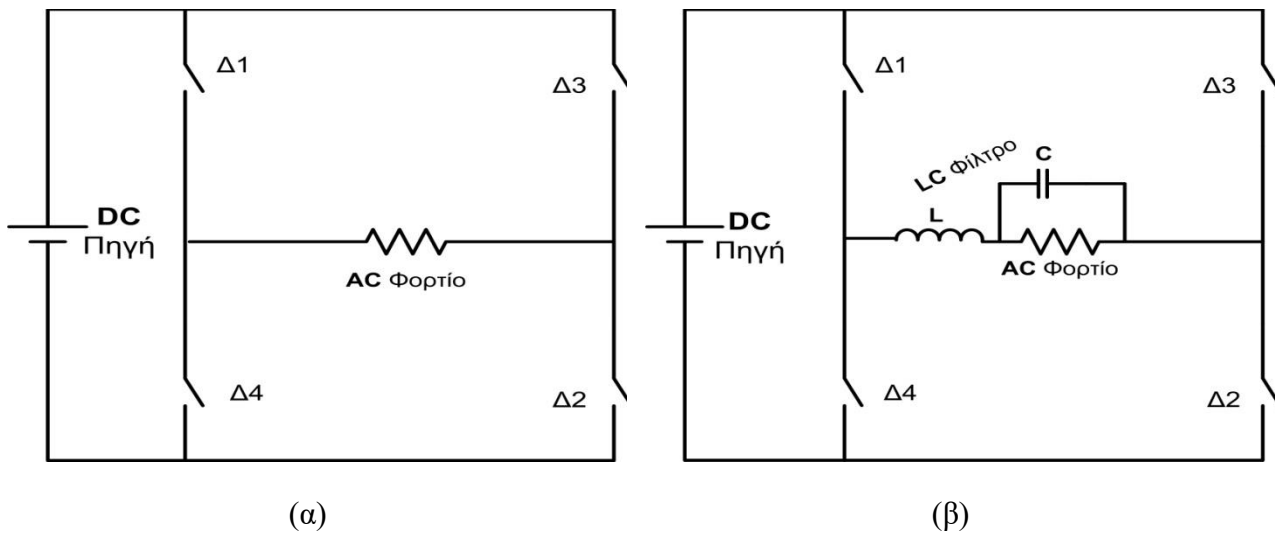 Δ1
Δ3
DC
Πηγή
AC Φορτίο
Δ4
Δ2
(α)
Δ1
Δ3
LC Φίλτρο
C
L
DC
Πηγή
AC Φορτίο
Δ4
Δ2
(β)